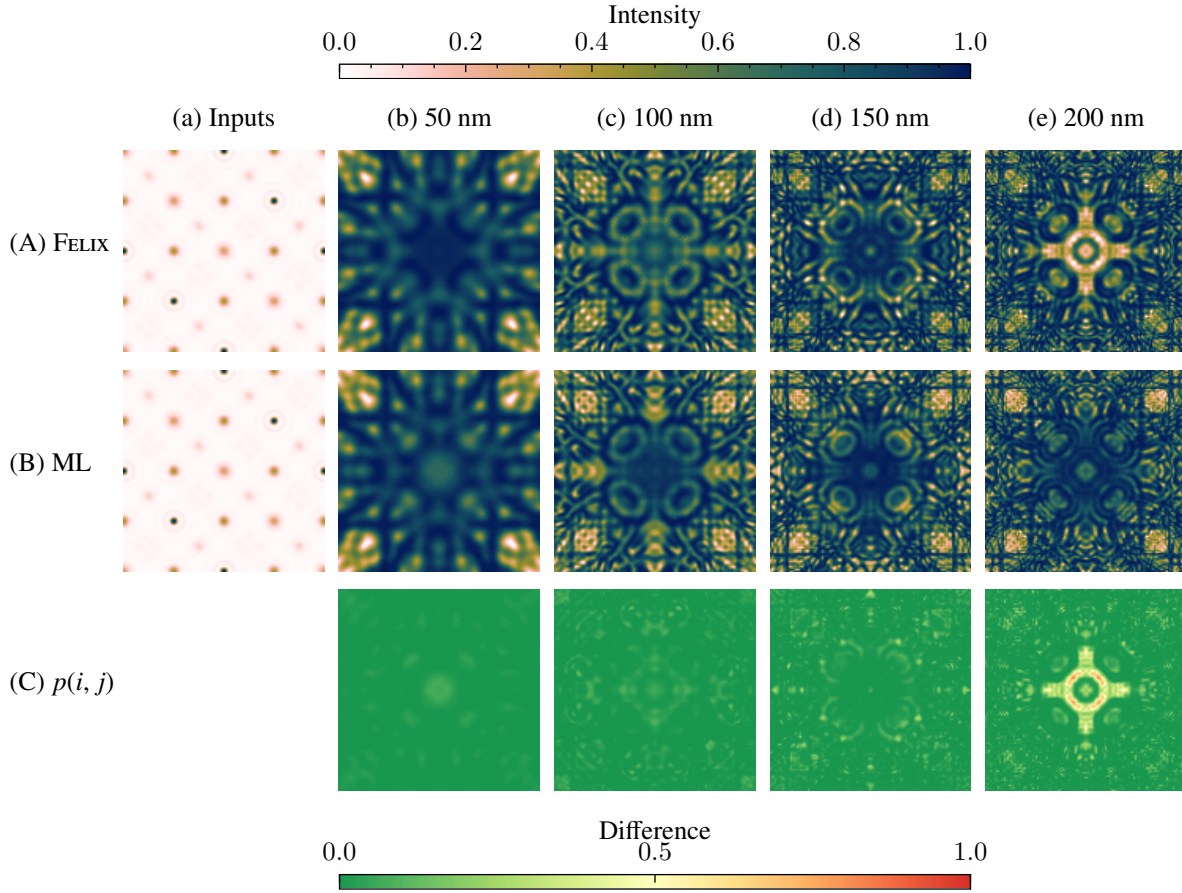 Intensity
0.0 0.2 0.4 0.6 0.8 1.0
(a) Inputs (b) 50 nm (c) 100 nm (d) 150 nm (e) 200 nm
(A) FELIX
(B) ML
(C) p(i, j)
Difference
0.0 0.5 1.0